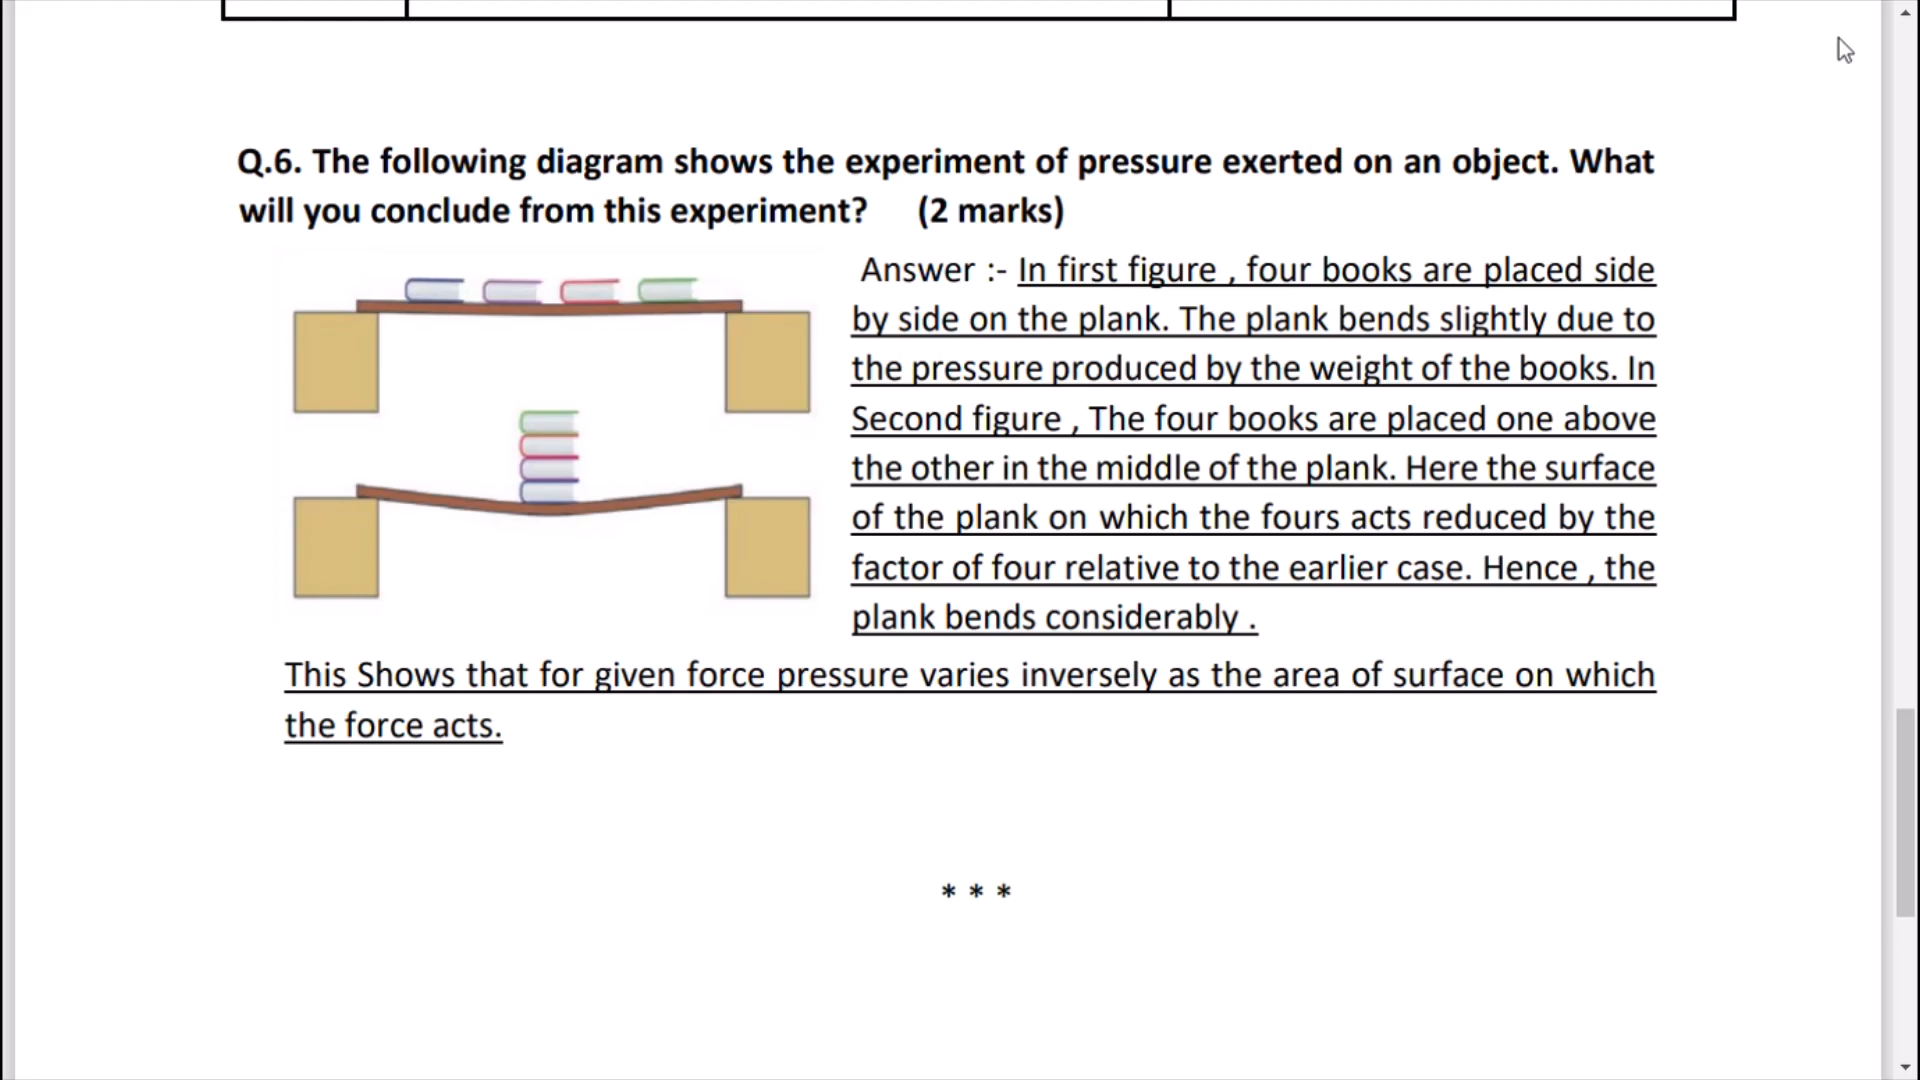 Q.6. The following diagram shows the experiment of pressure exerted on an object. What
will you conclude from this experiment? (2 marks)
Answer :- In first figure , four books are placed side
by side on the plank. The plank bends slightly due to
the pressure produced by the weight of the books. In
Second figure , The four books are placed one above
the other in the middle of the plank. Here the surface
of the plank on which the fours acts reduced by the
factor of four relative to the earlier case. Hence , the
plank bends considerably .
This Shows that for given force pressure varies inversely as the area of surface on which
the force acts.
* * *